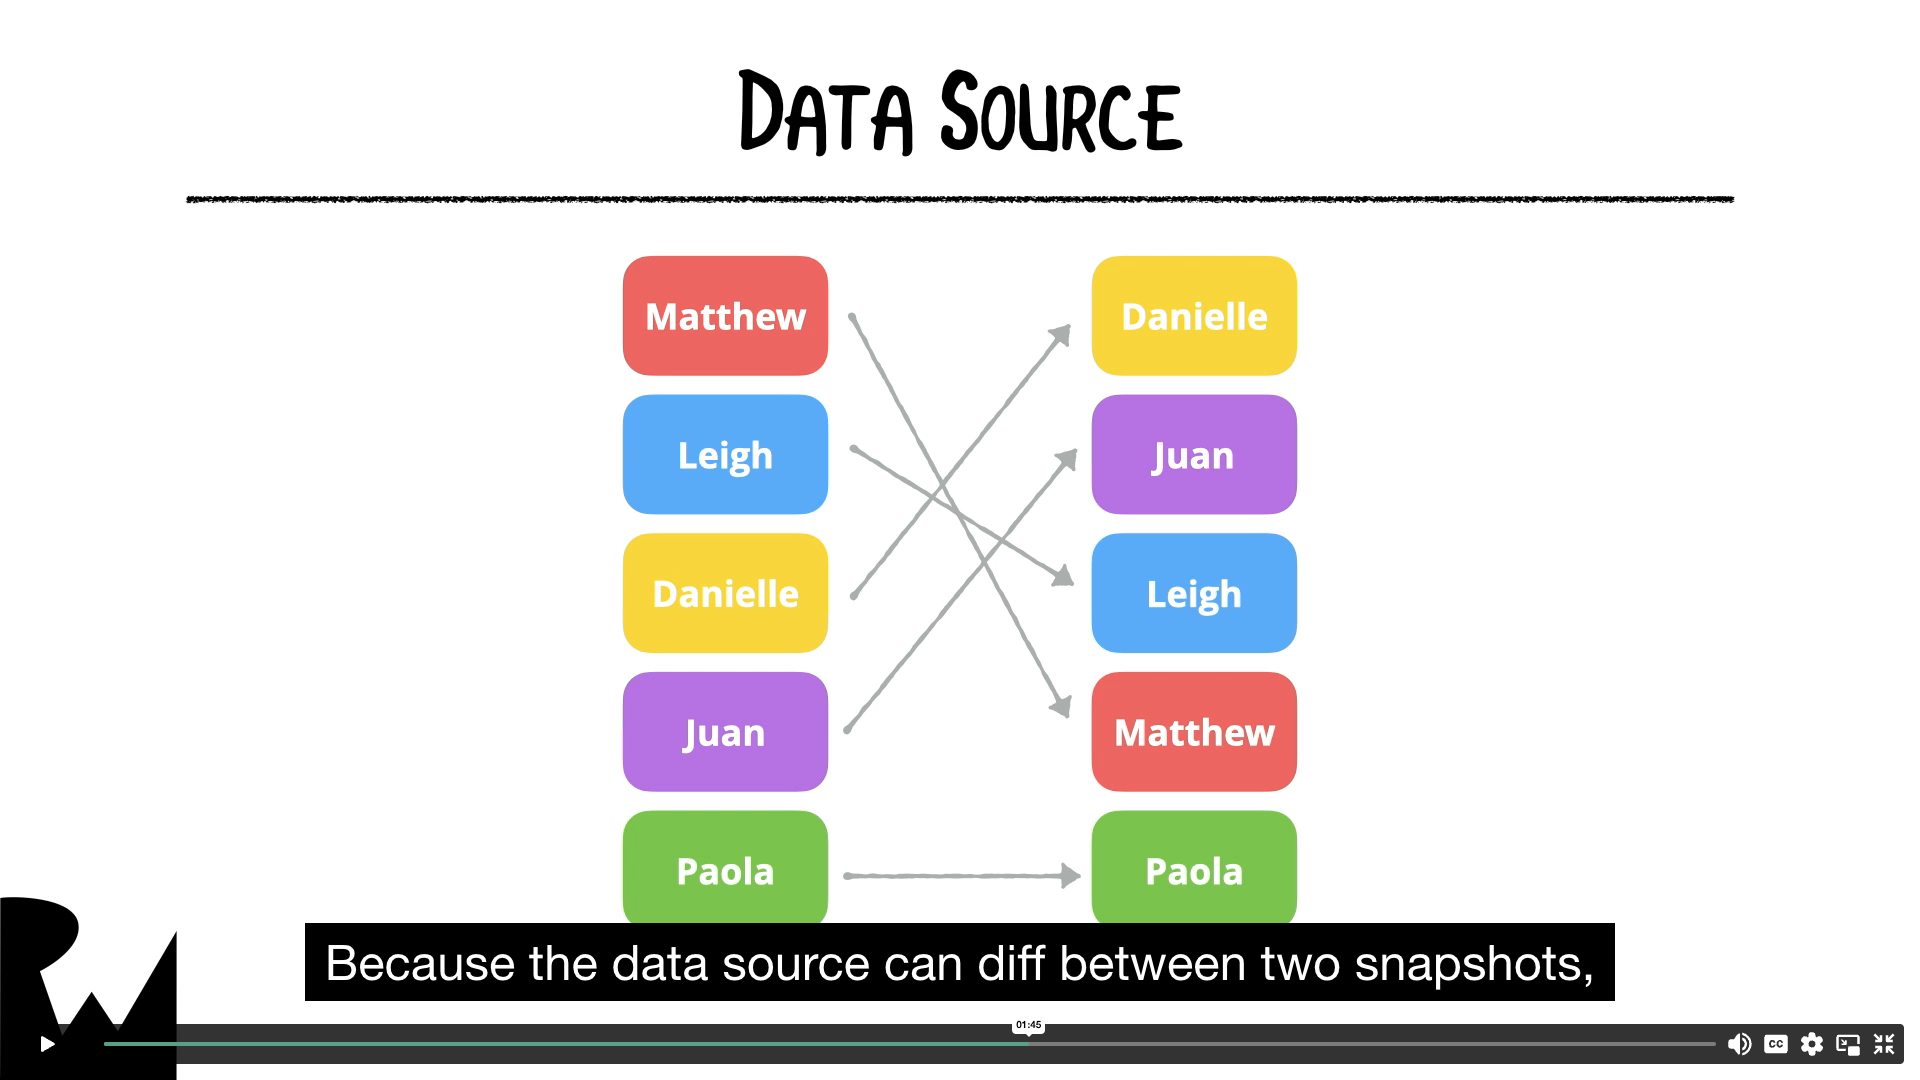 Data Source
Matthew
Danielle
Leigh
Juan
Danielle
Leigh
Juan
Matthew
Paola
Paola
Because the data source can diff between two snapshots,
01:45
CC